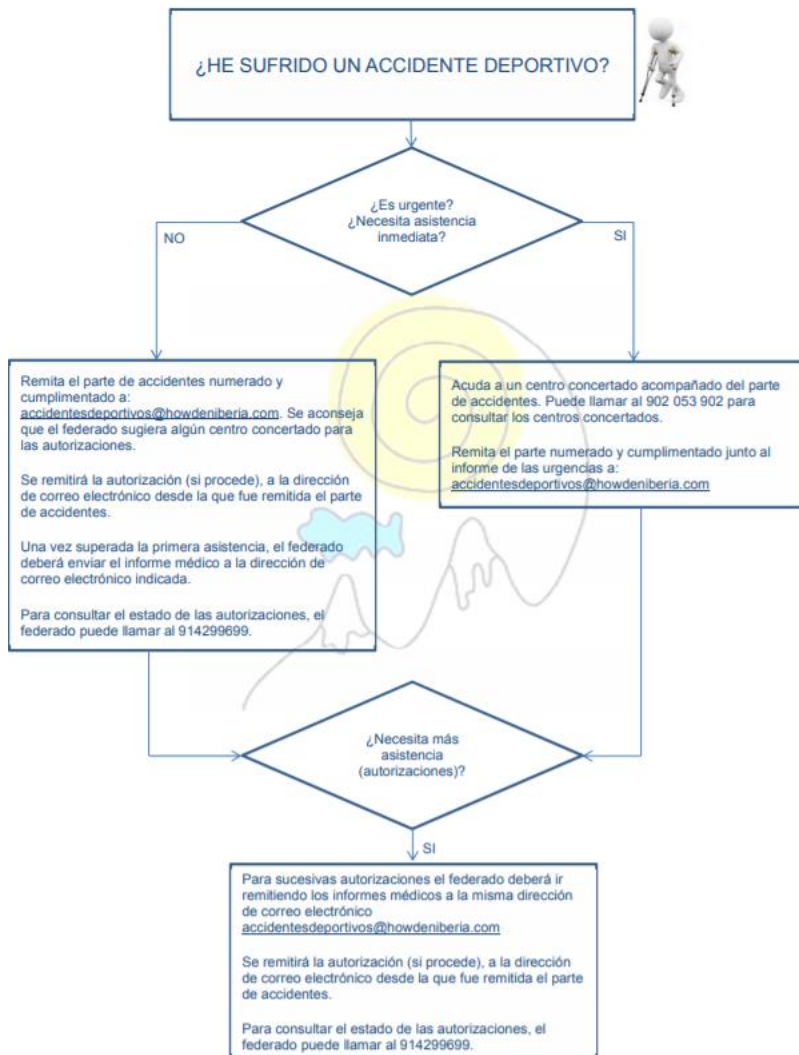 ¿HE SUFRIDO UN ACCIDENTE DEPORTIVO?
¿Es urgente?
¿Necesita asistencia
inmediata?
NO
SI
Remita el parte de accidentes numerado y
cumplimentado a:
accidentesdeportivos@howdeniberia.com. Se aconseja
que el federado sugiera algún centro concertado para
las autorizaciones.
Se remitirá la autorización (si procede), a la dirección
de correo electrónico desde la que fue remitida el parte
de accidentes.
Una vez superada la primera asistencia, el federado
deberá enviar el informe médico a la dirección de
correo electrónico indicada.
Para consultar el estado de las autorizaciones, el
federado puede llamar al 914299699.
Acuda a un centro concertado acompañado del parte
de accidentes. Puede llamar al 902 053 902 para
consultar los centros concertados.
Remita el parte numerado y cumplimentado junto al
informe de las urgencias a:
accidentesdeportivos@howdeniberia.com
¿Necesita más
asistencia
(autorizaciones)?
SI
Para sucesivas autorizaciones el federado deberá ir
remitiendo los informes médicos a la misma dirección
de correo electrónico
accidentesdeportivos@howdeniberia.com
Se remitirá la autorización (si procede), a la dirección
de correo electrónico desde la que fue remitida el parte
de accidentes.
Para consultar el estado de las autorizaciones, el
federado puede llamar al 914299699.